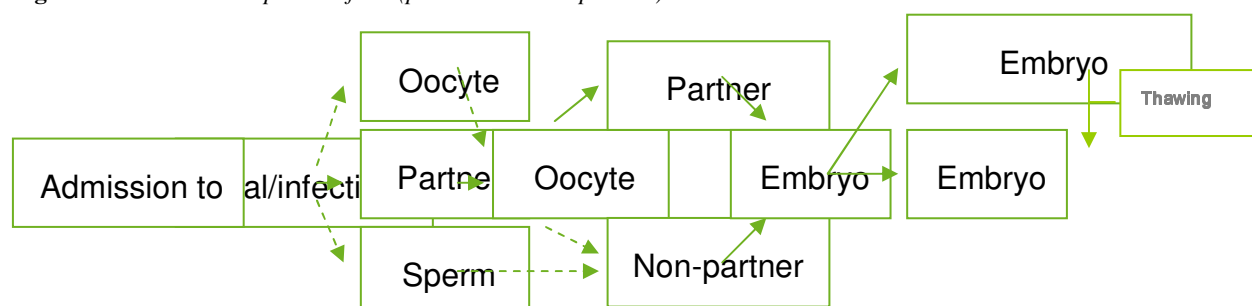 Oocyte
Partner
Embryo
Thawing
Admission to
al/infecti
Partne
Oocyte
Embryo
Embryo
Sperm
Non-partner